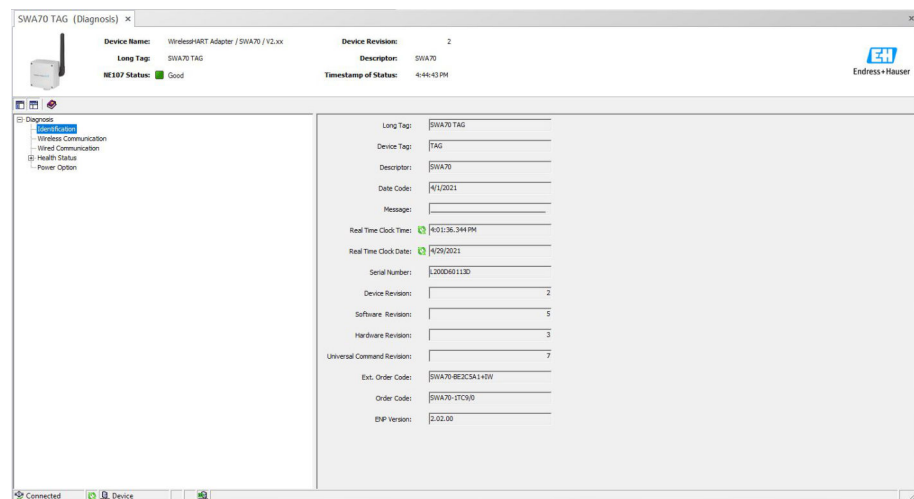 SWA70 TAG (Diagnosis) ×
Device Name: WirelessHART Adapter / SWA70 / V2.xx Device Revision: 2
Long Tag: SWA70 TAG Descriptor: SWA70
NE107 Status: Good Timestamp of Status: 4:44:43 PM
Endress+Hauser
Diagnosis
Identification
Wireless Communication
Wired Communication
Health Status
Power Option
Long Tag: SWA70 TAG
Device Tag: TAG
Descriptor: SWA70
Date Code: 4/1/2021
Message:
Real Time Clock Time: 4:01:36.344 PM
Real Time Clock Date: 4/29/2021
Serial Number: L200D60113D
Device Revision: 2
Software Revision: 5
Hardware Revision: 3
Universal Command Revision: 7
Ext. Order Code: SWA70-BE2C5A1+IW
Order Code: SWA70-1TC9/0
ENP Version: 2.02.00
Connected Device